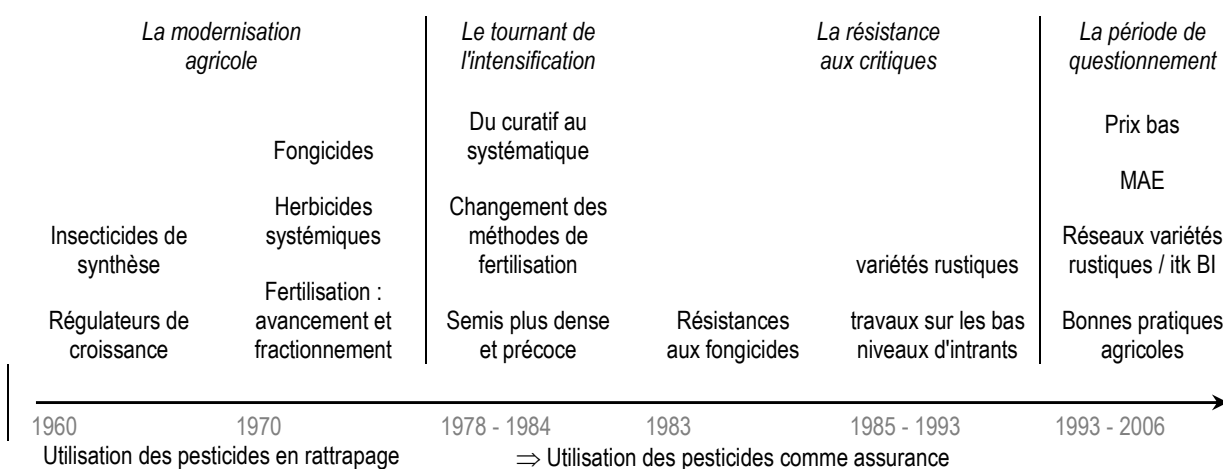 La modernisation
agricole
Le tournant de
l'intensification
La résistance
aux critiques
La période de
questionnement
Insecticides de
synthèse
Régulateurs de
croissance
Fongicides
Herbicides
systémiques
Fertilisation :
avancement et
fractionnement
Du curatif au
systématique
Changement des
méthodes de
fertilisation
Semis plus dense
et précoce
Résistances
aux fongicides
variétés rustiques
travaux sur les bas
niveaux d'intrants
Prix bas
MAE
Réseaux variétés
rustiques / itk BI
Bonnes pratiques
agricoles
1960
1970
1978 - 1984
1983
1985 - 1993
1993 - 2006
Utilisation des pesticides en rattrapage
⇒ Utilisation des pesticides comme assurance